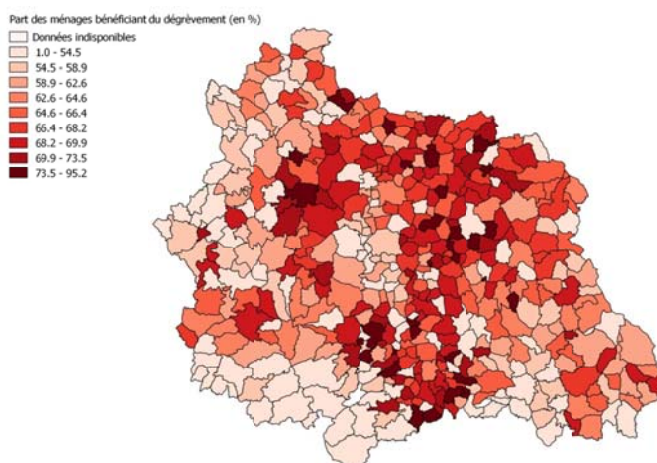 Part des ménages bénéficiant du dégrèvement (en %)
Données indisponibles
1.0 - 54.5
54.5 - 58.9
58.9 - 62.6
62.6 - 64.6
64.6 - 66.4
66.4 - 68.2
68.2 - 69.9
69.9 - 73.5
73.5 - 95.2